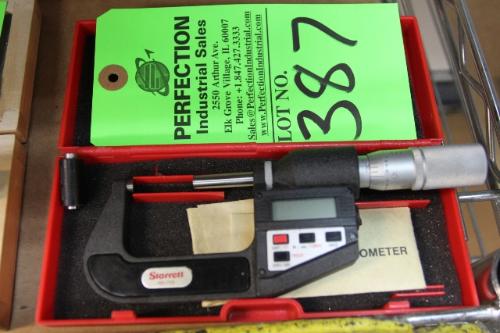 PERFECTION
Industrial Sales
2550 Arthur Ave.
Elk Grove Village, IL 60007
Phone: +1.847.427.3333
Sales@PerfectionIndustrial.com
www.PerfectionIndustrial.com
LOT NO.
387
Starrett
OMETER